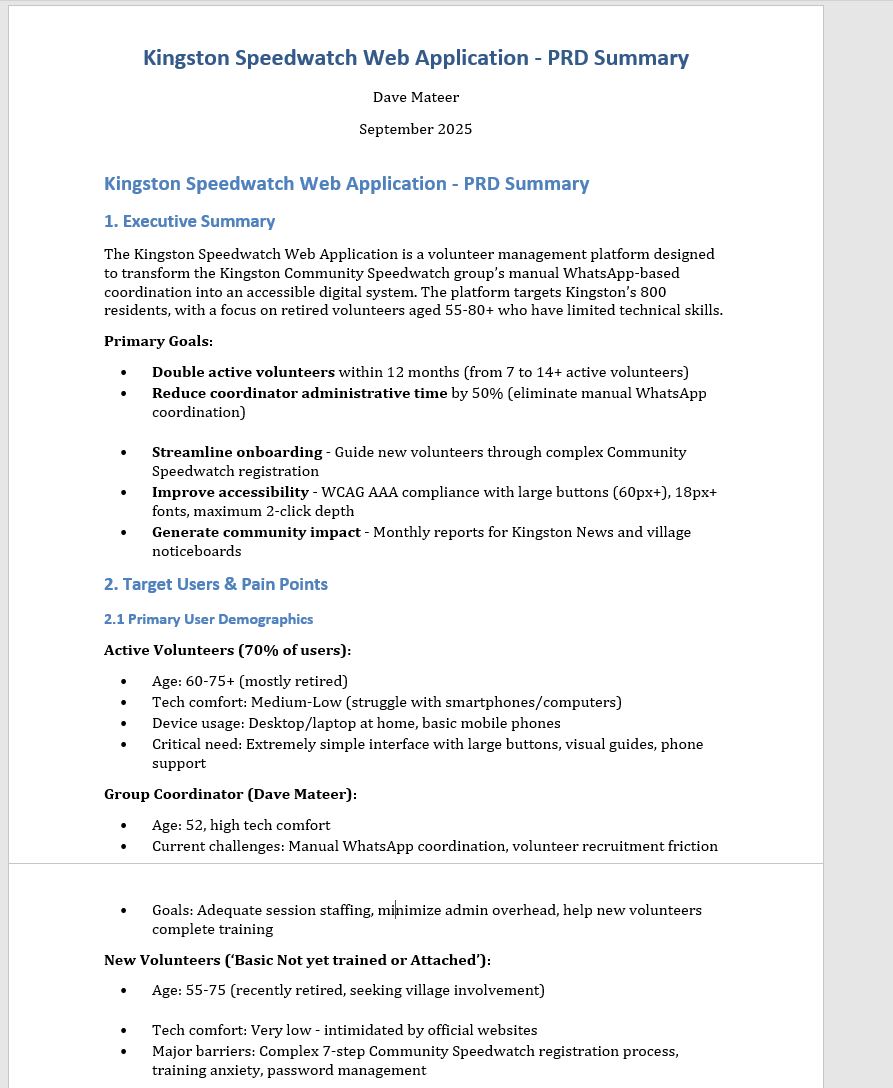 Kingston Speedwatch Web Application - PRD Summary
Dave Mateer
September 2025
Kingston Speedwatch Web Application - PRD Summary
1. Executive Summary
The Kingston Speedwatch Web Application is a volunteer management platform designed
to transform the Kingston Community Speedwatch group’s manual WhatsApp-based
coordination into an accessible digital system. The platform targets Kingston’s 800
residents, with a focus on retired volunteers aged 55-80+ who have limited technical skills.
Primary Goals:
• Double active volunteers within 12 months (from 7 to 14+ active volunteers)
• Reduce coordinator administrative time by 50% (eliminate manual WhatsApp
coordination)
• Streamline onboarding - Guide new volunteers through complex Community
Speedwatch registration
• Improve accessibility - WCAG AAA compliance with large buttons (60px+), 18px+
fonts, maximum 2-click depth
• Generate community impact - Monthly reports for Kingston News and village
noticeboards
2. Target Users & Pain Points
2.1 Primary User Demographics
Active Volunteers (70% of users):
• Age: 60-75+ (mostly retired)
• Tech comfort: Medium-Low (struggle with smartphones/computers)
• Device usage: Desktop/laptop at home, basic mobile phones
• Critical need: Extremely simple interface with large buttons, visual guides, phone
support
Group Coordinator (Dave Mateer):
• Age: 52, high tech comfort
• Current challenges: Manual WhatsApp coordination, volunteer recruitment friction
• Goals: Adequate session staffing, minimize admin overhead, help new volunteers
complete training
New Volunteers (‘Basic Not yet trained or Attached’):
• Age: 55-75 (recently retired, seeking village involvement)
• Tech comfort: Very low - intimidated by official websites
• Major barriers: Complex 7-step Community Speedwatch registration process,
training anxiety, password management